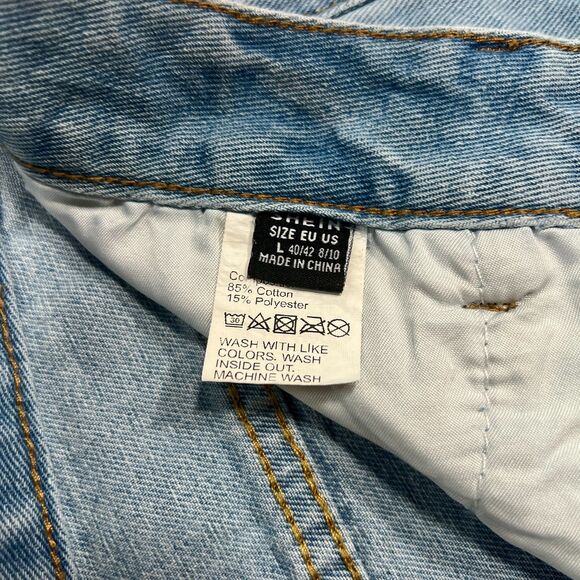 SHEIN
SIZE EU US
L 40/42 8/10
MADE IN CHINA
85% Cotton
15% Polyester
30
WASH WITH LIKE
COLORS. WASH
INSIDE OUT.
MACHINE WASH